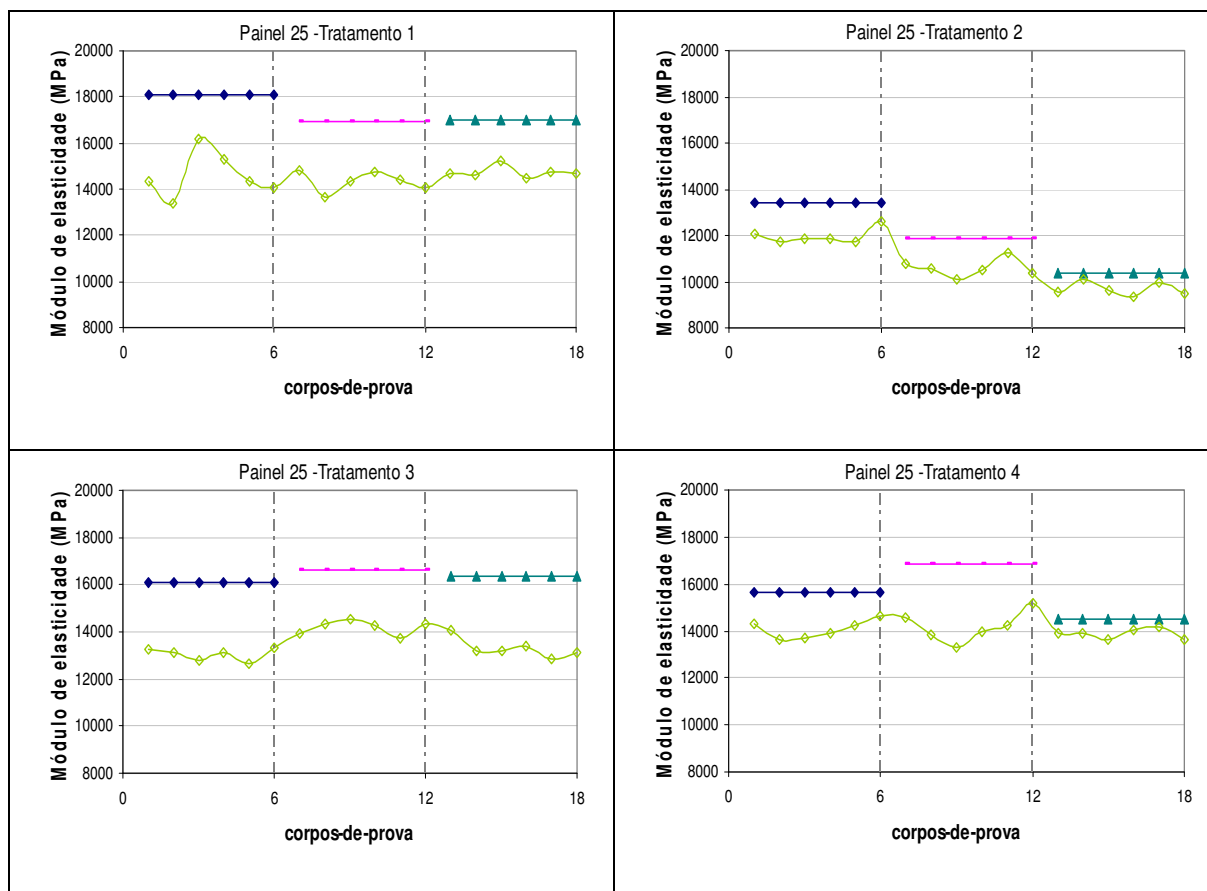 Painel 25 -Tratamento 1
Módulo de elasticidade (MPa)
20000
18000
16000
14000
12000
10000
8000
0 6 12 18
corpos-de-prova
Painel 25 -Tratamento 2
Módulo de elasticidade (MPa)
20000
18000
16000
14000
12000
10000
8000
0 6 12 18
corpos-de-prova
Painel 25 -Tratamento 3
Módulo de elasticidade (MPa)
20000
18000
16000
14000
12000
10000
8000
0 6 12 18
corpos-de-prova
Painel 25 -Tratamento 4
Módulo de elasticidade (MPa)
20000
18000
16000
14000
12000
10000
8000
0 6 12 18
corpos-de-prova